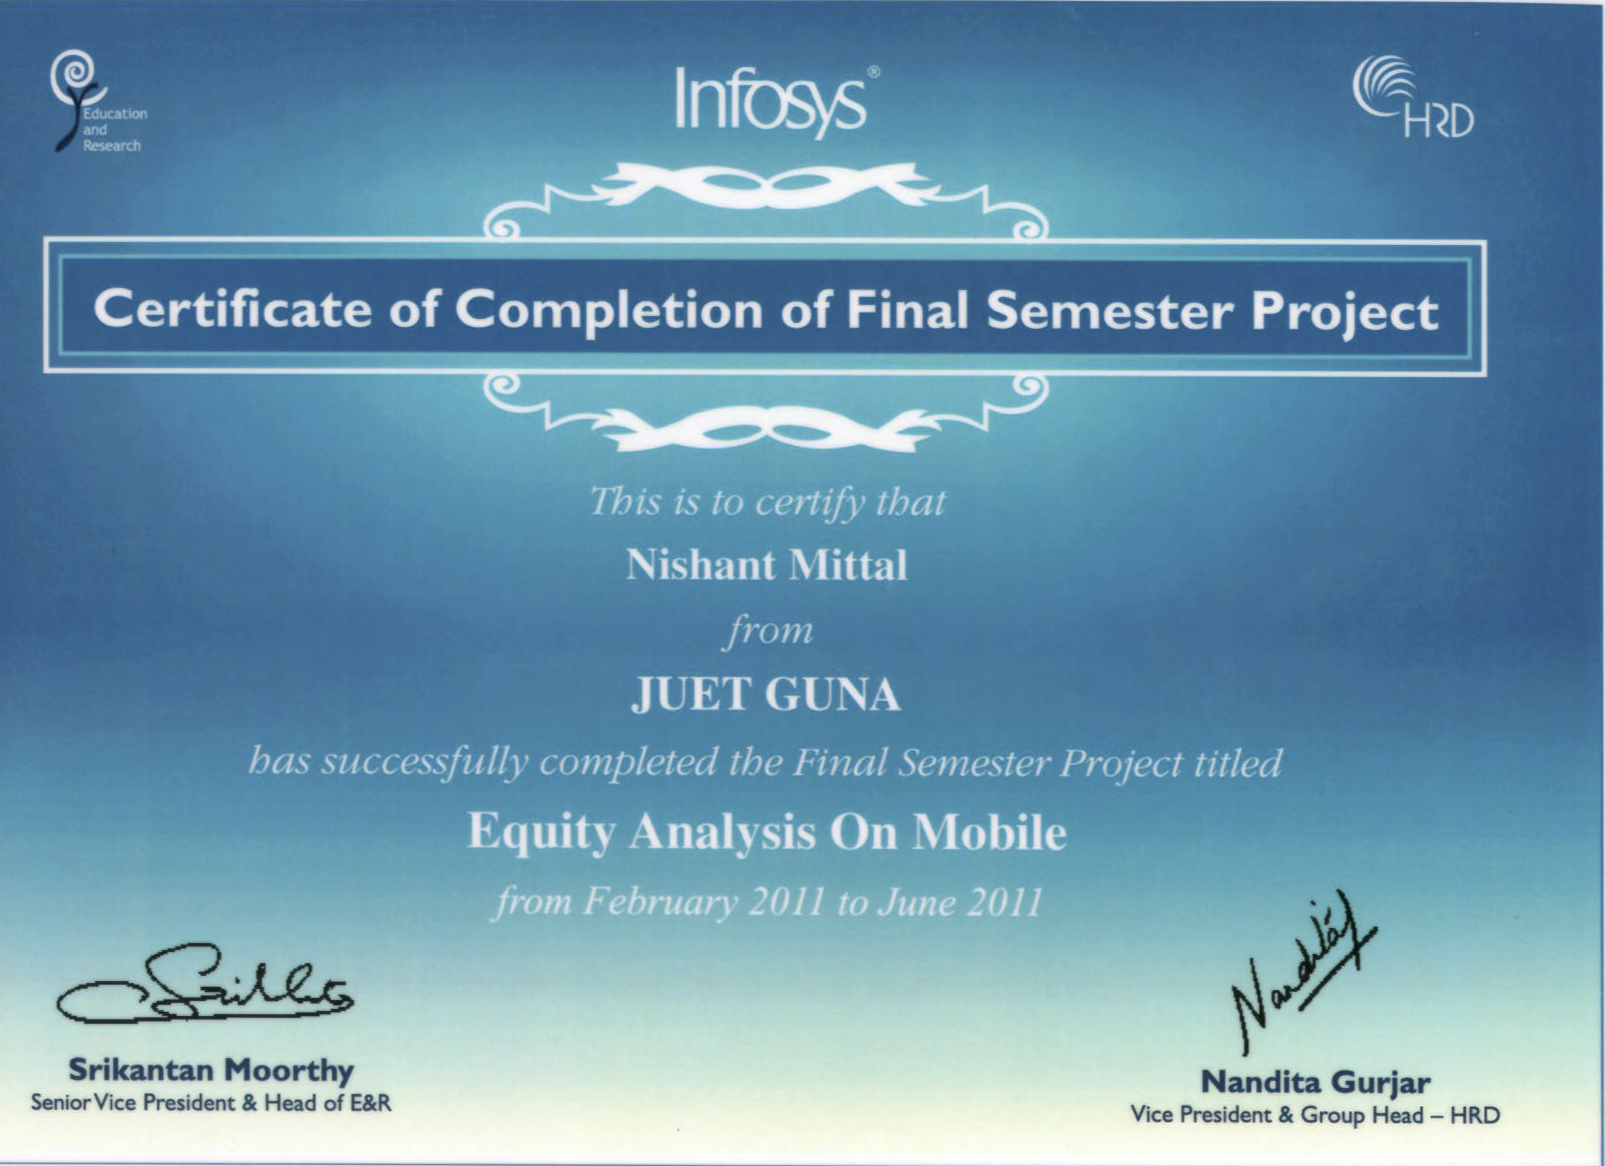 Education
and
Research
Infosys®
HRD
Certificate of Completion of Final Semester Project
This is to certify that
Nishant Mittal
from
JUET GUNA
has successfully completed the Final Semester Project titled
Equity Analysis On Mobile
from February 2011 to June 2011
Nandita
Srikantan Moorthy
Senior Vice President & Head of E&R
Nandita Gurjar
Vice President & Group Head – HRD